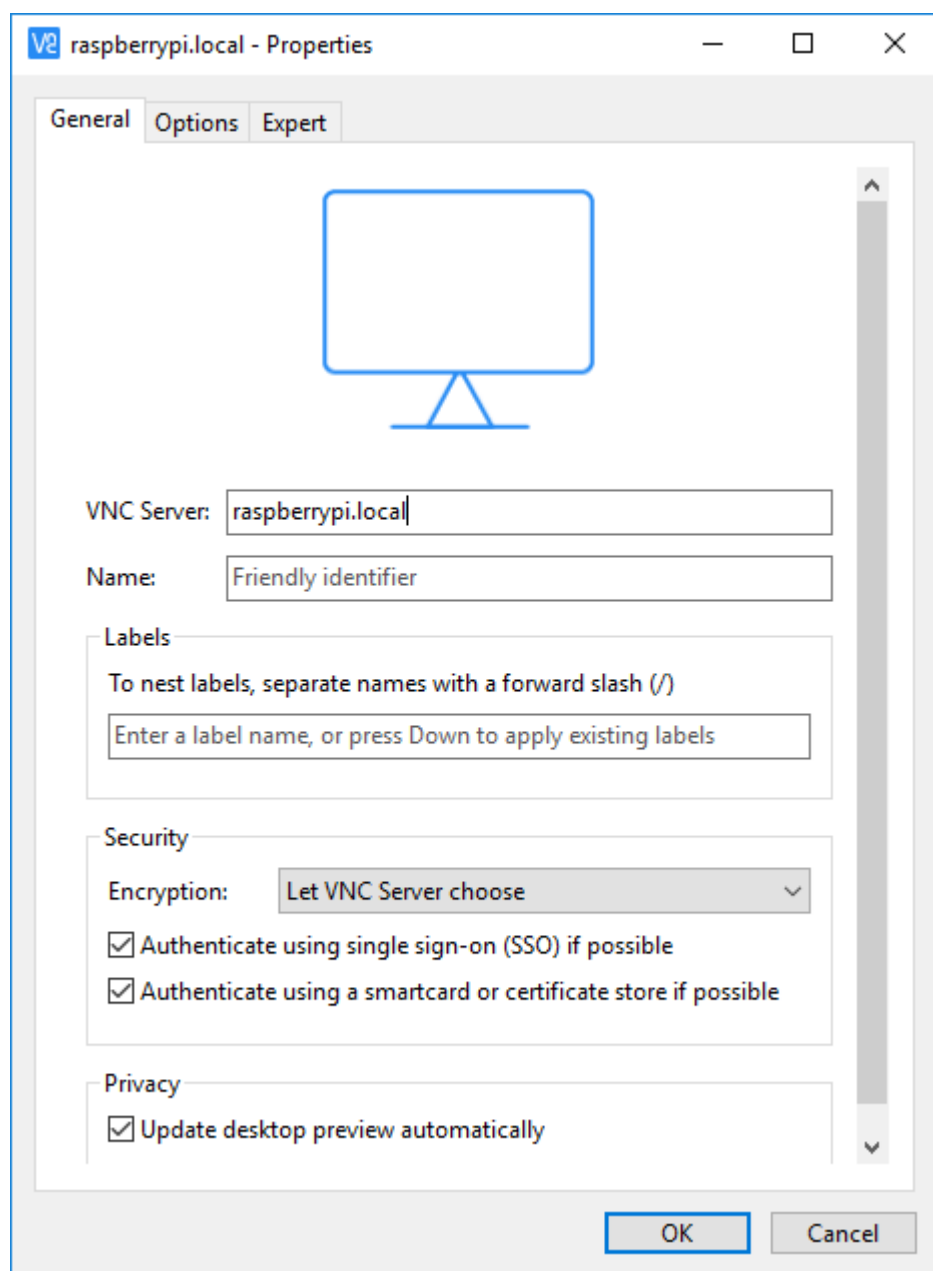 V2 raspberrypi.local - Properties
General Options Expert
VNC Server: raspberrypi.local
Name: Friendly identifier
Labels
To nest labels, separate names with a forward slash (/)
Enter a label name, or press Down to apply existing labels
Security
Encryption: Let VNC Server choose
Authenticate using single sign-on (SSO) if possible
Authenticate using a smartcard or certificate store if possible
Privacy
Update desktop preview automatically
OK Cancel